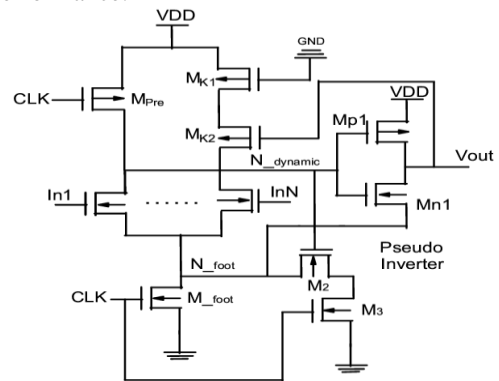 VDD
GND
MK1
CLK
MPre
VDD
MK2
Mp1
N_dynamic
Vout
In1
......
InN
Mn1
Pseudo
Inverter
N_foot
M2
CLK
M_foot
M3